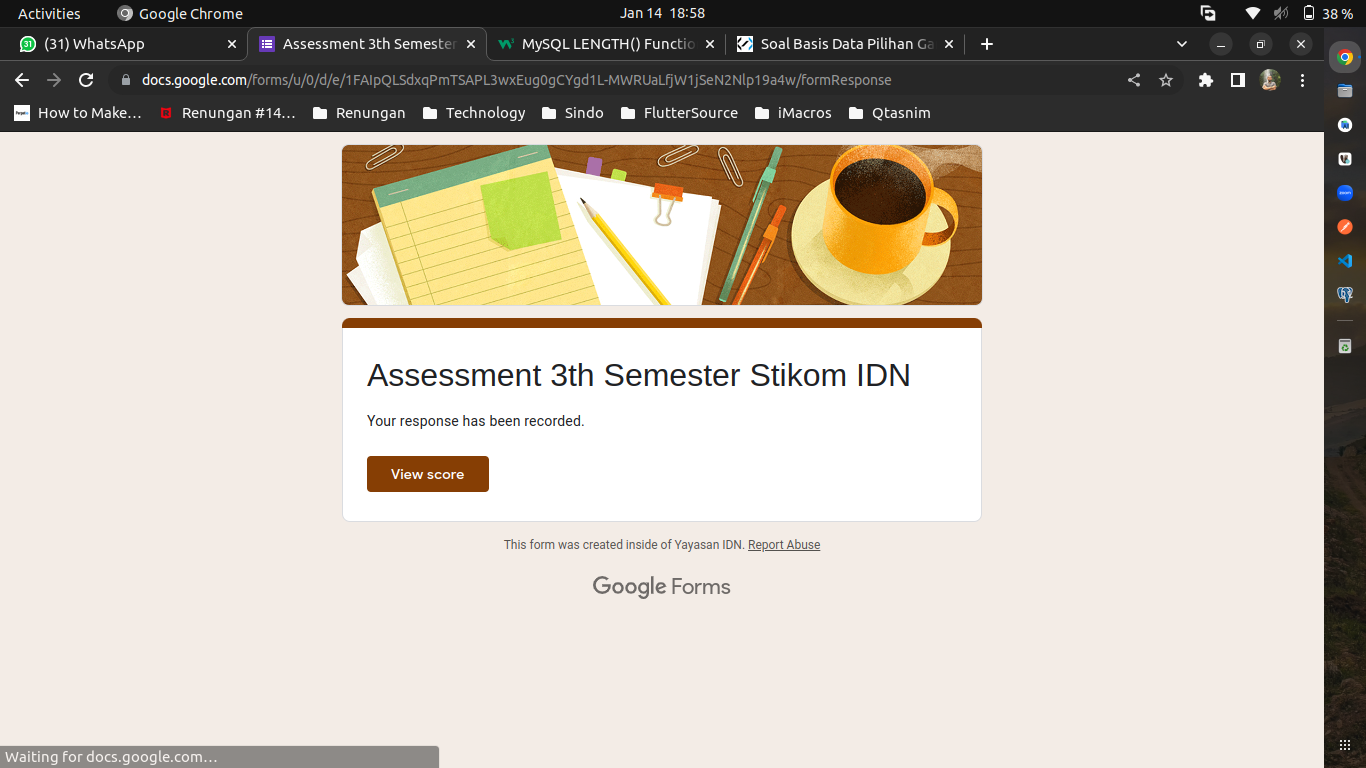 Activities Google Chrome Jan 14 18:58 38 %
(31) WhatsApp Assessment 3th Semester MySQL LENGTH() Functio Soal Basis Data Pilihan Ga
docs.google.com/forms/u/0/d/e/1FAIpQLSdxqPmTSAPL3wxEug0gCYgd1L-MWRUaLfjW1jSeN2Nlp19a4w/formResponse
How to Make... Renungan #14... Renungan Technology Sindo FlutterSource iMacros Qtasnim
Assessment 3th Semester Stikom IDN
Your response has been recorded.
View score
This form was created inside of Yayasan IDN. Report Abuse
Google Forms
Waiting for docs.google.com...